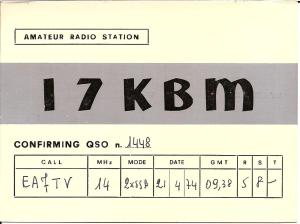 AMATEUR RADIO STATION
I7KBM
CONFIRMING QSO n. 1448
CALL MHz MODE DATE GMT R S T
EA7TV 14 2xSSB 21 4 74 09,38 5 8 -